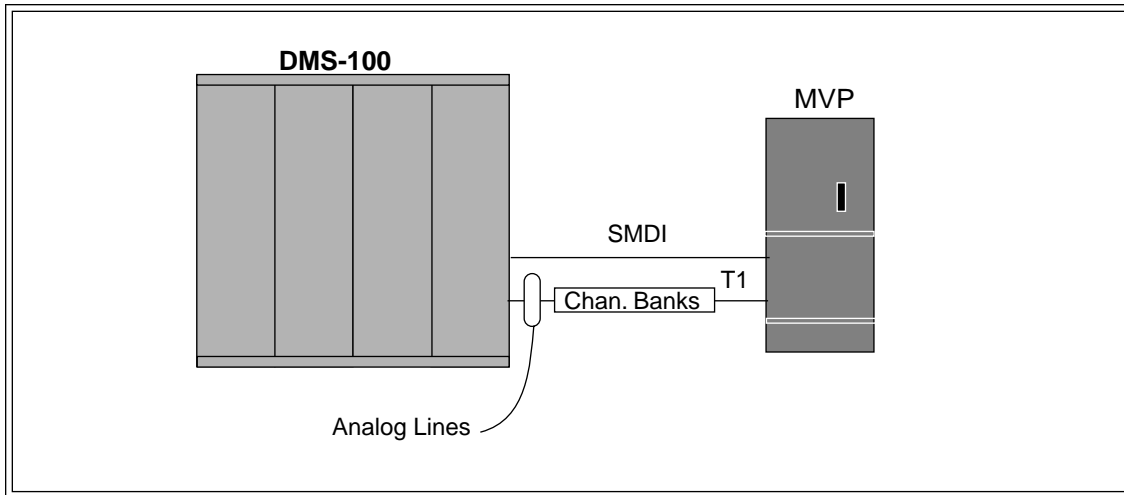 DMS-100
MVP
SMDI
T1
Chan. Banks
Analog Lines